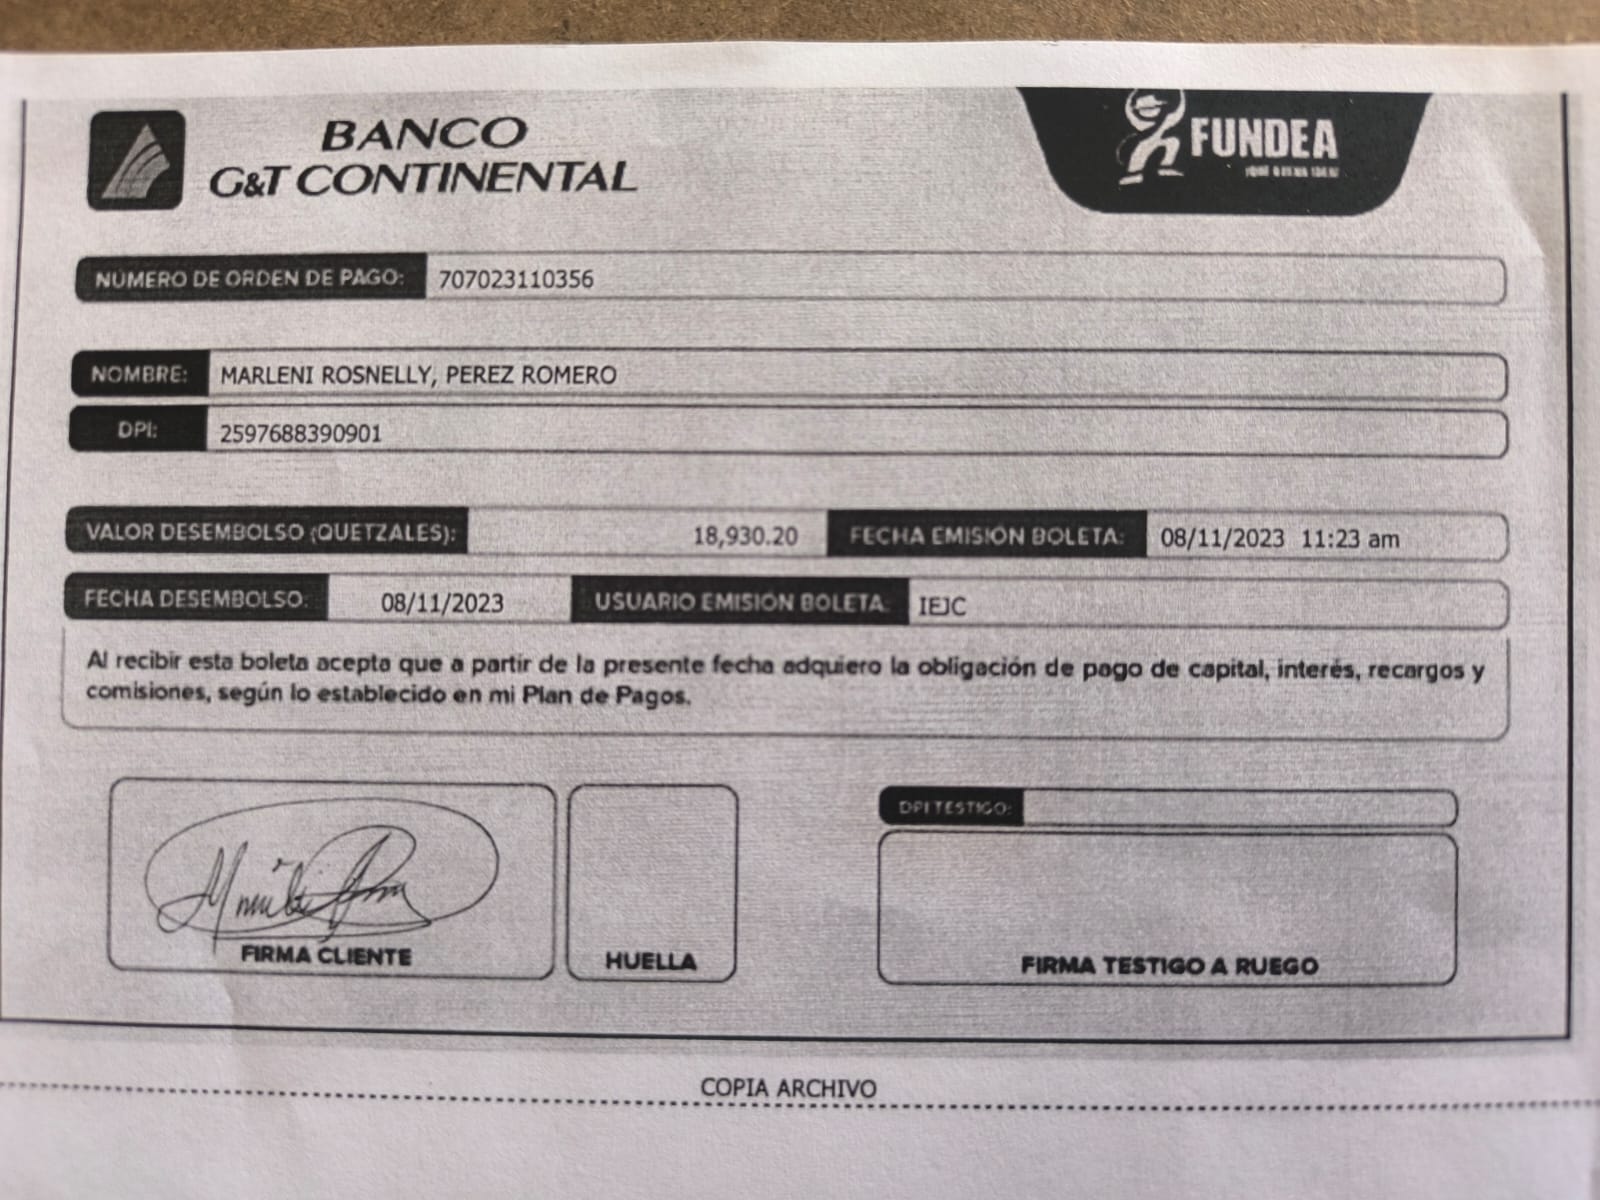 BANCO
G&T CONTINENTAL
FUNDEA
NÚMERO DE ORDEN DE PAGO: 707023110356
NOMBRE: MARLENI ROSNELLY, PEREZ ROMERO
DPI: 2597688390901
VALOR DESEMBOLSO (QUETZALES): 18,930.20 FECHA EMISIÓN BOLETA: 08/11/2023 11:23 am
FECHA DESEMBOLSO: 08/11/2023 USUARIO EMISIÓN BOLETA: IEJC
Al recibir esta boleta acepta que a partir de la presente fecha adquiero la obligación de pago de capital, interés, recargos y
comisiones, según lo establecido en mi Plan de Pagos.
DPI TESTIGO:
FIRMA CLIENTE
HUELLA
FIRMA TESTIGO A RUEGO
COPIA ARCHIVO